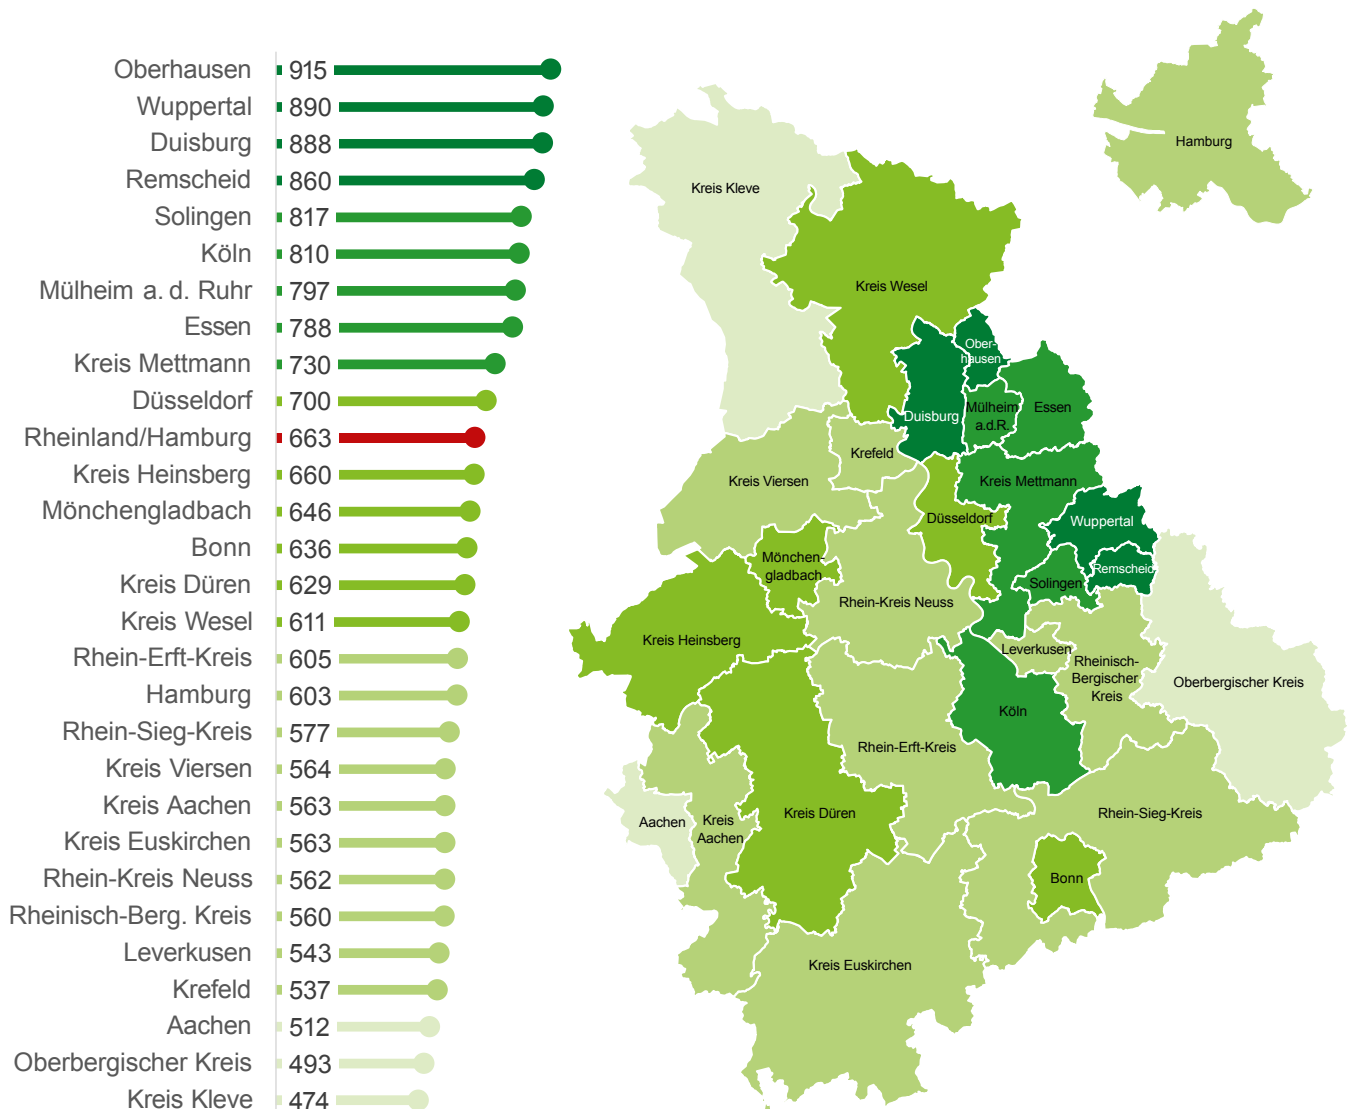 Oberhausen 915
Wuppertal 890
Duisburg 888
Remscheid 860
Solingen 817
Köln 810
Mülheim a. d. Ruhr 797
Essen 788
Kreis Mettmann 730
Düsseldorf 700
Rheinland/Hamburg 663
Kreis Heinsberg 660
Mönchengladbach 646
Bonn 636
Kreis Düren 629
Kreis Wesel 611
Rhein-Erft-Kreis 605
Hamburg 603
Rhein-Sieg-Kreis 577
Kreis Viersen 564
Kreis Aachen 563
Kreis Euskirchen 563
Rhein-Kreis Neuss 562
Rheinisch-Berg. Kreis 560
Leverkusen 543
Krefeld 537
Aachen 512
Oberbergischer Kreis 493
Kreis Kleve 474
Hamburg
Kreis Kleve
Kreis Wesel
Ober-
hausen
Duisburg
Mülheim
a.d.R.
Essen
Krefeld
Kreis Viersen
Kreis Mettmann
Düsseldorf
Wuppertal
Mönchen-
gladbach
Remscheid
Solingen
Rhein-Kreis Neuss
Kreis Heinsberg
Leverkusen
Rheinisch-
Bergischer
Kreis
Oberbergischer Kreis
Köln
Rhein-Erft-Kreis
Aachen
Kreis
Aachen
Kreis Düren
Rhein-Sieg-Kreis
Bonn
Kreis Euskirchen